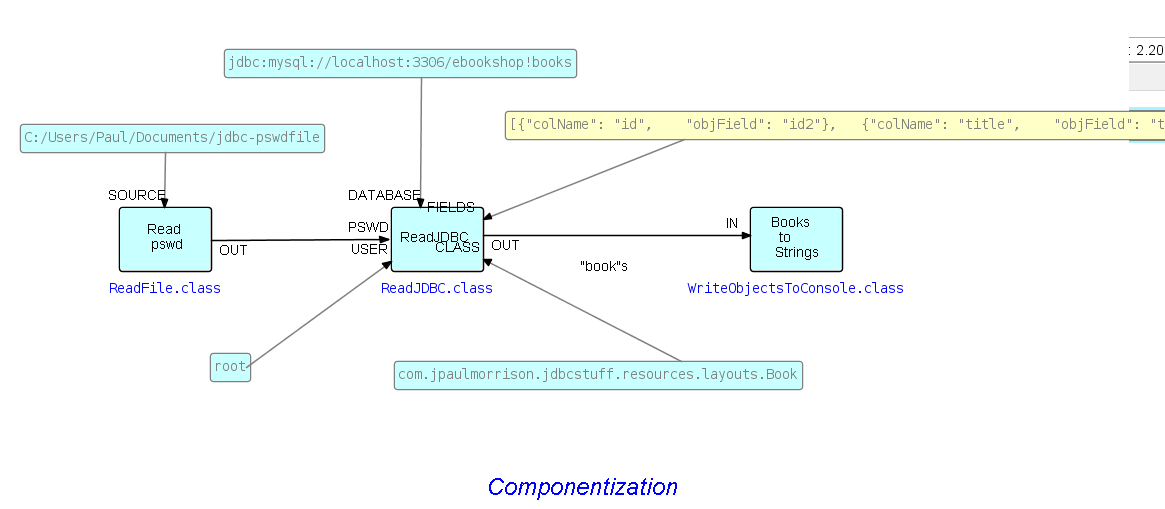 jdbc:mysql://localhost:3306/ebookshop!books
: 2.20
[{"colName": "id",    "objField": "id2"},   {"colName": "title",    "objField": "t
C:/Users/Paul/Documents/jdbc-pswdfile
SOURCE
DATABASE
FIELDS
Read
pswd
OUT
PSWD
USER
ReadJDBC
CLASS
OUT
IN
Books
to
Strings
"book"s
ReadFile.class
ReadJDBC.class
WriteObjectsToConsole.class
root
com.jpaulmorrison.jdbcstuff.resources.layouts.Book
Componentization